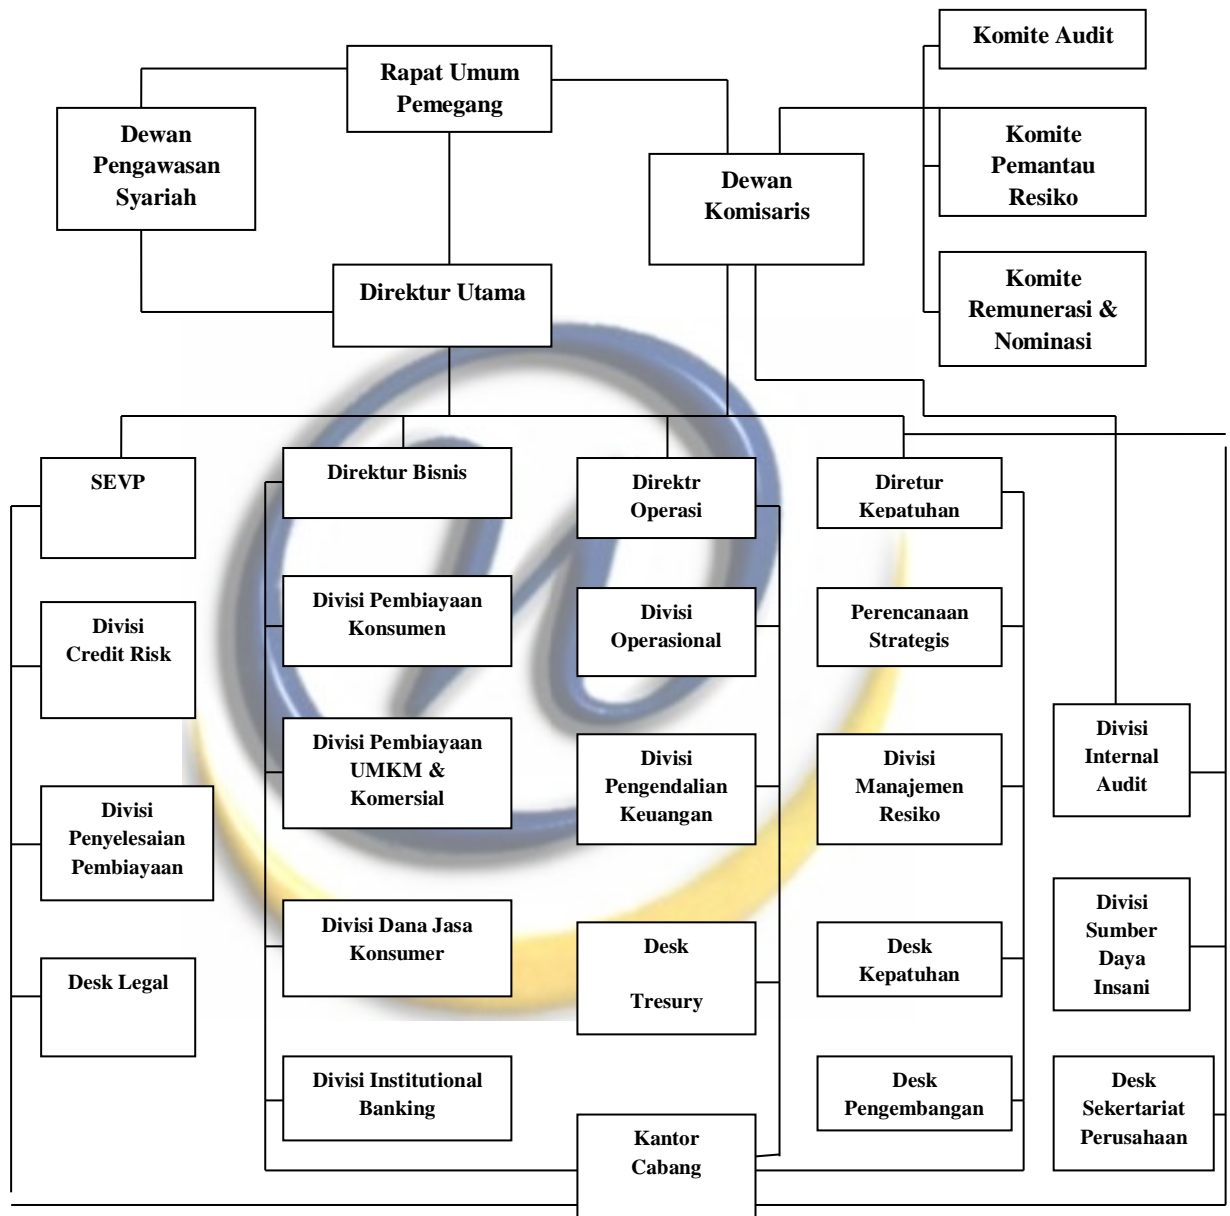 Komite Audit
Rapat Umum
Pemegang
Dewan
Pengawasan
Syariah
Komite
Pemantau
Resiko
Dewan
Komisaris
Komite
Remunerasi &
Nominasi
Direktur Utama
SEVP
Direktur Bisnis
Direktr
Operasi
Diretur
Kepatuhan
Divisi
Credit Risk
Divisi Pembiayaan
Konsumen
Divisi
Operasional
Perencanaan
Strategis
Divisi
Penyelesaian
Pembiayaan
Divisi Pembiayaan
UMKM &
Komersial
Divisi
Pengendalian
Keuangan
Divisi
Manajemen
Resiko
Divisi
Internal
Audit
Desk Legal
Divisi Dana Jasa
Konsumer
Desk
Tresury
Desk
Kepatuhan
Divisi
Sumber
Daya
Insani
Divisi Institutional
Banking
Kantor
Cabang
Desk
Pengembangan
Desk
Sekertariat
Perusahaan